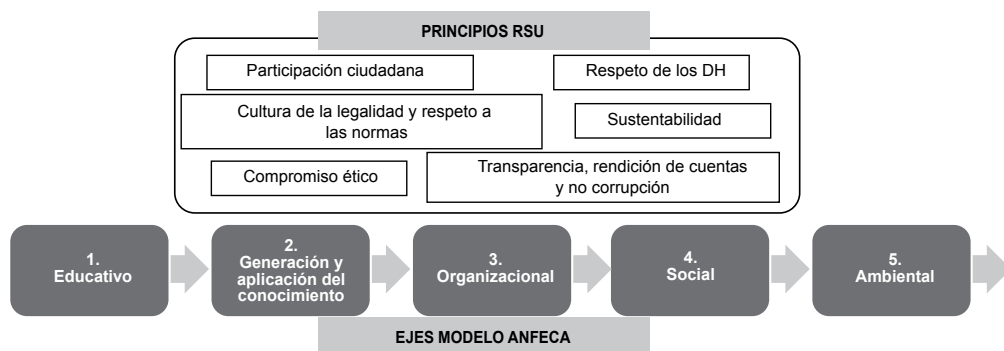 PRINCIPIOS RSU
Participación ciudadana
Respeto de los DH
Cultura de la legalidad y respeto a
las normas
Sustentabilidad
Compromiso ético
Transparencia, rendición de cuentas
y no corrupción
1.
Educativo
2.
Generación y
aplicación del
conocimiento
3.
Organizacional
4.
Social
5.
Ambiental
EJES MODELO ANFECA